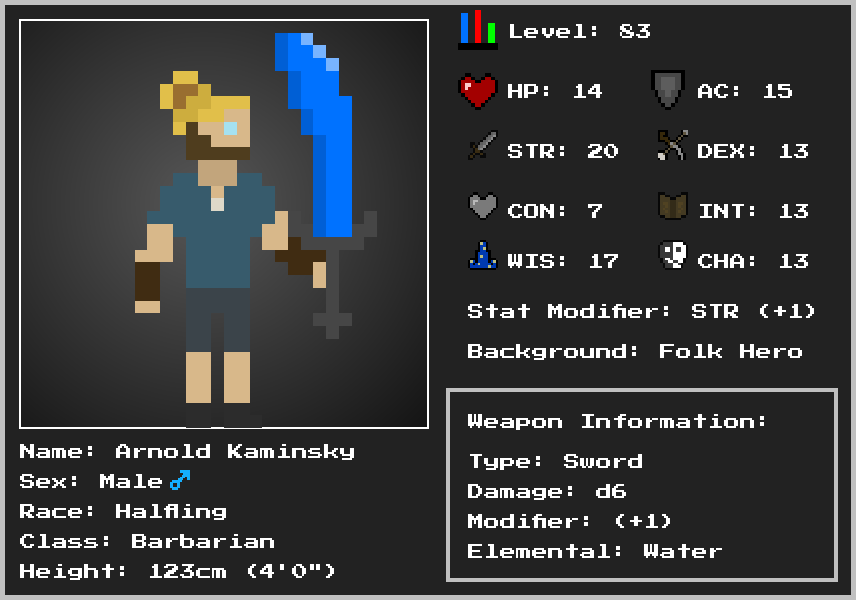 Level: 83
HP: 14
AC: 15
STR: 20
DEX: 13
CON: 7
INT: 13
WIS: 17
CHA: 13
Stat Modifier: STR (+1)
Background: Folk Hero
Weapon Information:
Type: Sword
Damage: d6
Modifier: (+1)
Elemental: Water
Name: Arnold Kaminsky
Sex: Male♂
Race: Halfling
Class: Barbarian
Height: 123cm (4'0")